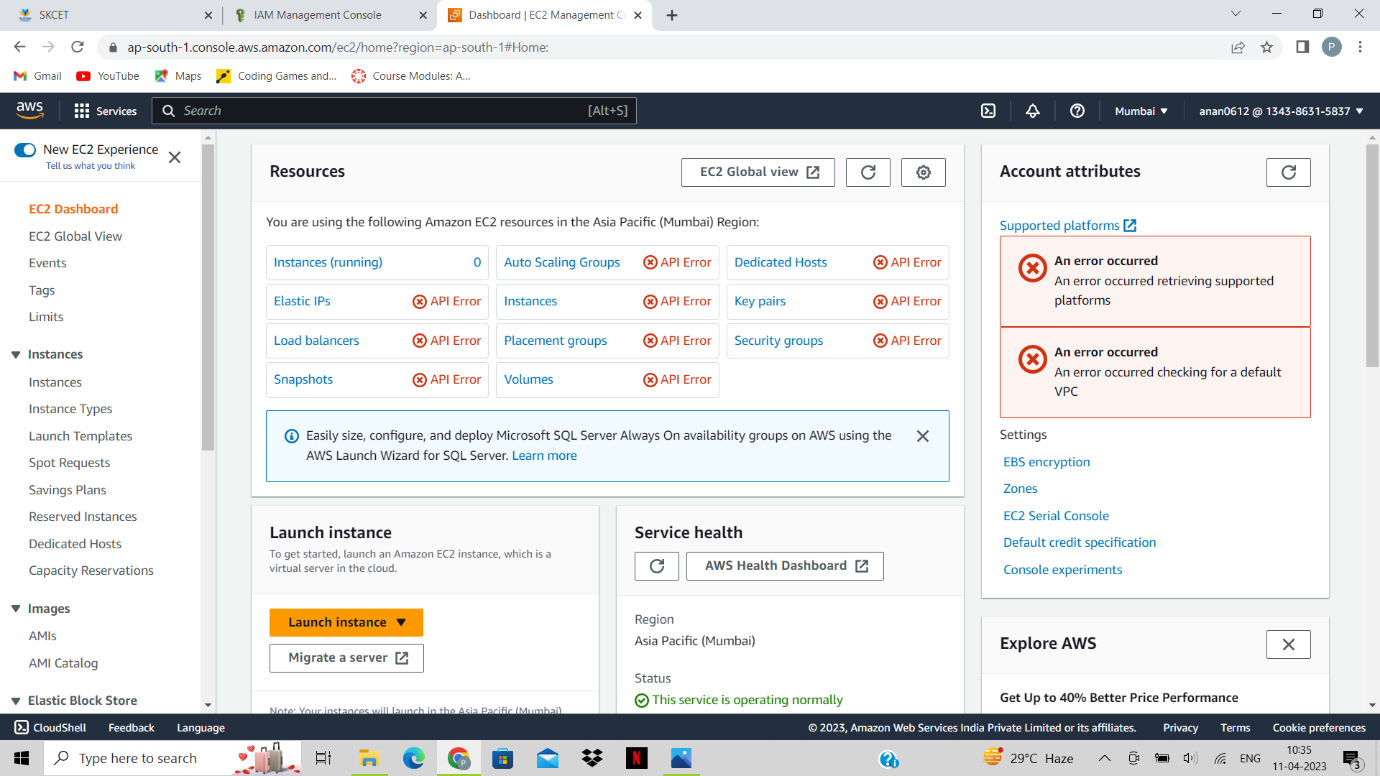 SKCET
IAM Management Console
Dashboard | EC2 Management C
ap-south-1.console.aws.amazon.com/ec2/home?region=ap-south-1#Home:
P
Gmail
YouTube
Maps
Coding Games and...
Course Modules: A...
aws
Services
Search
[Alt+S]
Mumbai
anan0612 @ 1343-8631-5837
New EC2 Experience
Tell us what you think
EC2 Dashboard
EC2 Global View
Events
Tags
Limits
Instances
Instances
Instance Types
Launch Templates
Spot Requests
Savings Plans
Reserved Instances
Dedicated Hosts
Capacity Reservations
Images
AMIs
AMI Catalog
Elastic Block Store
Resources
EC2 Global view
You are using the following Amazon EC2 resources in the Asia Pacific (Mumbai) Region:
Instances (running) 0
Auto Scaling Groups API Error
Dedicated Hosts API Error
Elastic IPs API Error
Instances API Error
Key pairs API Error
Load balancers API Error
Placement groups API Error
Security groups API Error
Snapshots API Error
Volumes API Error
Easily size, configure, and deploy Microsoft SQL Server Always On availability groups on AWS using the
AWS Launch Wizard for SQL Server. Learn more
Launch instance
To get started, launch an Amazon EC2 instance, which is a
virtual server in the cloud.
Launch instance
Migrate a server
Note: Your instances will launch in the Asia Pacific (Mumbai)
Service health
AWS Health Dashboard
Region
Asia Pacific (Mumbai)
Status
This service is operating normally
Account attributes
Supported platforms
An error occurred
An error occurred retrieving supported
platforms
An error occurred
An error occurred checking for a default
VPC
Settings
EBS encryption
Zones
EC2 Serial Console
Default credit specification
Console experiments
Explore AWS
Get Up to 40% Better Price Performance
CloudShell
Feedback
Language
© 2023, Amazon Web Services India Private Limited or its affiliates.
Privacy
Terms
Cookie preferences
Type here to search
N
29°C Haze
ENG
10:35
11-04-2023
3